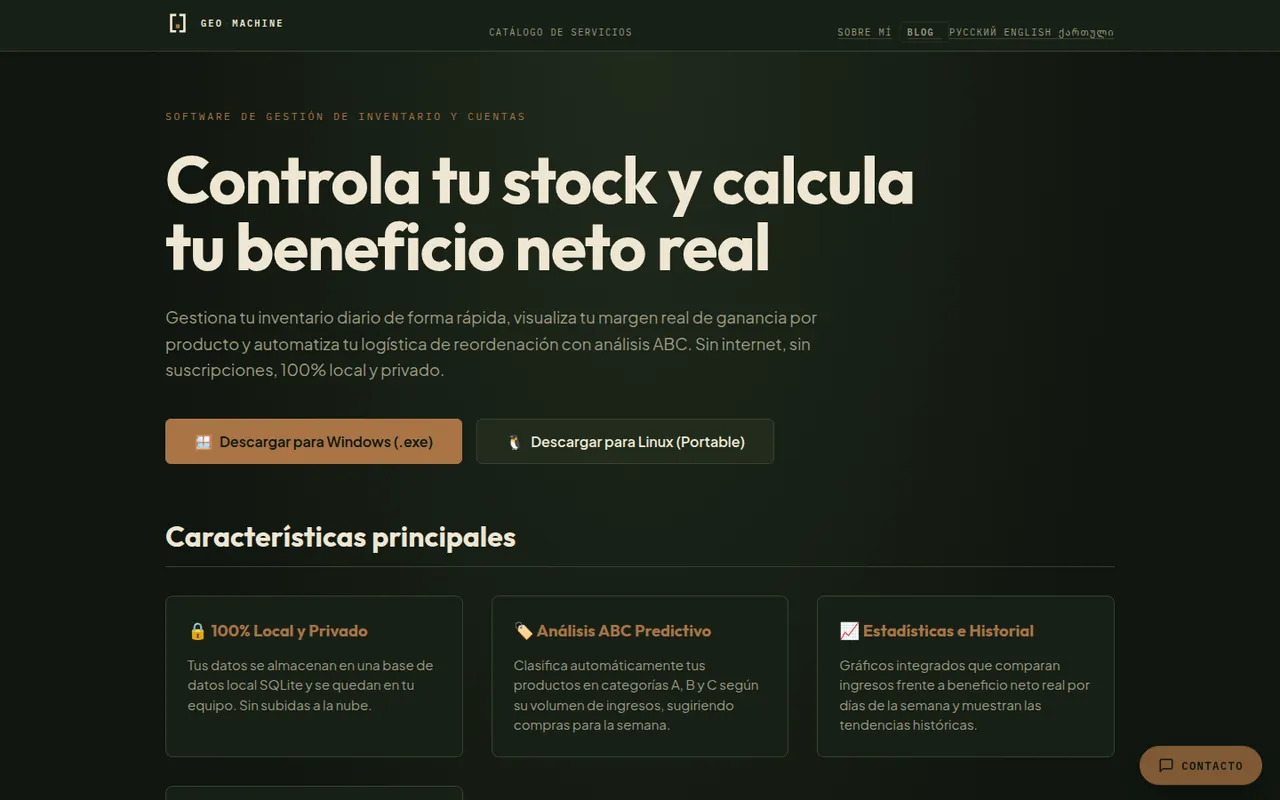 GEO MACHINE
CATÁLOGO DE SERVICIOS
SOBRE MÍ BLOG РУССКИЙ ENGLISH ქართული
SOFTWARE DE GESTIÓN DE INVENTARIO Y CUENTAS
Controla tu stock y calcula
tu beneficio neto real
Gestiona tu inventario diario de forma rápida, visualiza tu margen real de ganancia por
producto y automatiza tu logística de reordenación con análisis ABC. Sin internet, sin
suscripciones, 100% local y privado.
Descargar para Windows (.exe)
Descargar para Linux (Portable)
Características principales
100% Local y Privado
Tus datos se almacenan en una base de
datos local SQLite y se quedan en tu
equipo. Sin subidas a la nube.
Análisis ABC Predictivo
Clasifica automáticamente tus
productos en categorías A, B y C según
su volumen de ingresos, sugiriendo
compras para la semana.
Estadísticas e Historial
Gráficos integrados que comparan
ingresos frente a beneficio neto real por
días de la semana y muestran las
tendencias históricas.
CONTACTO